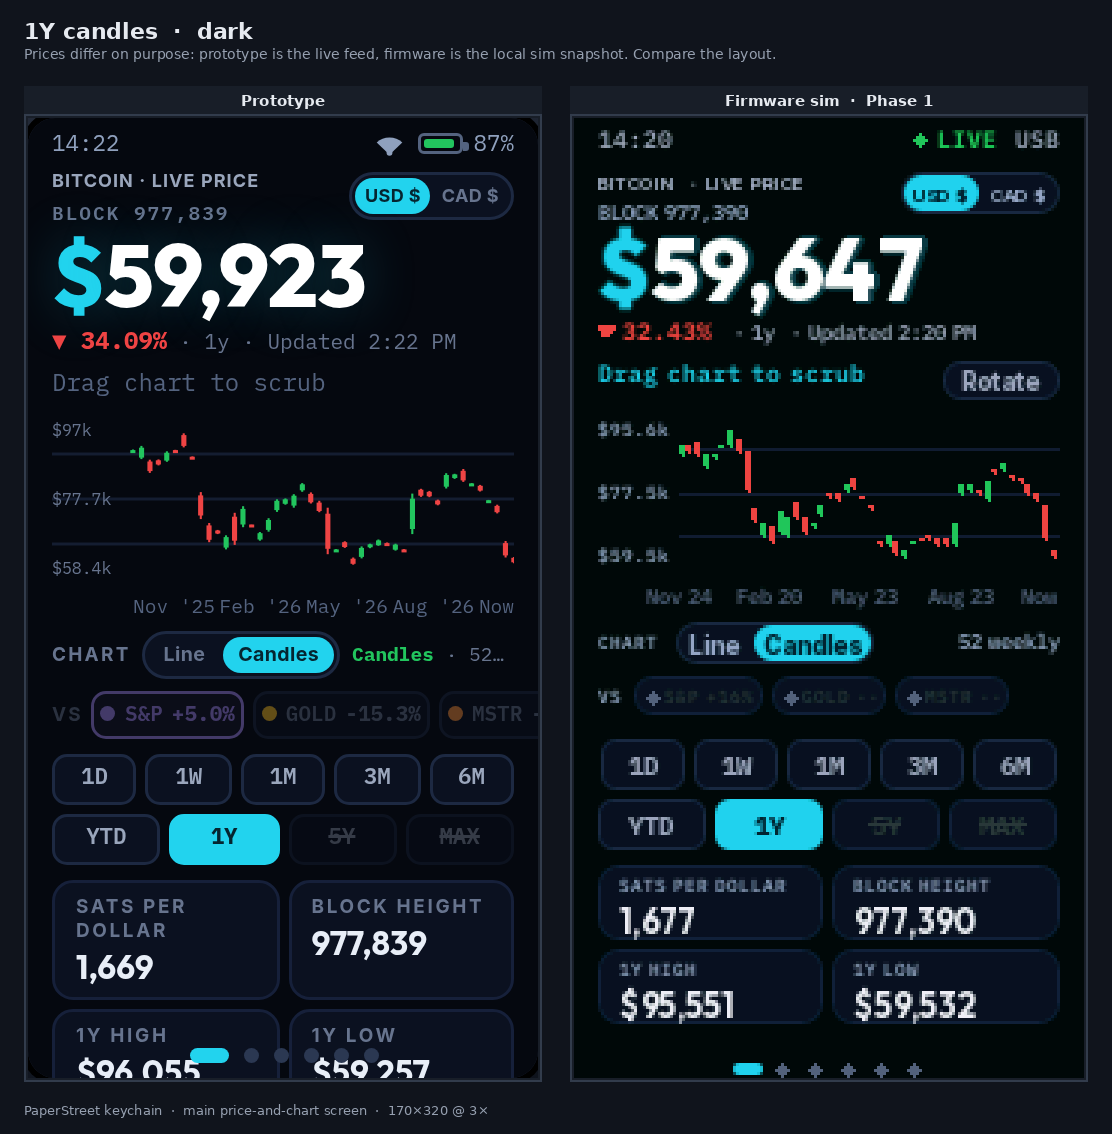 1Y candles · dark
Prices differ on purpose: prototype is the live feed, firmware is the local sim snapshot. Compare the layout.
Prototype
14:22 87%
BITCOIN · LIVE PRICE
USD $ CAD $
BLOCK 977,839
$59,923
▼ 34.09% · 1y · Updated 2:22 PM
Drag chart to scrub
$97k
$77.7k
$58.4k
Nov '25 Feb '26 May '26 Aug '26 Now
CHART Line Candles Candles · 52…
VS S&P +5.0% GOLD -15.3% MSTR -
1D 1W 1M 3M 6M
YTD 1Y 5Y MAX
SATS PER DOLLAR
1,669
BLOCK HEIGHT
977,839
1Y HIGH
$96,055
1Y LOW
$59,257
Firmware sim · Phase 1
14:20 LIVE USB
BITCOIN · LIVE PRICE
USD $ CAD $
BLOCK 977,390
$59,647
▼ 32.43% · 1y · Updated 2:20 PM
Drag chart to scrub
Rotate
$95.6k
$77.5k
$59.5k
Nov 24 Feb 20 May 23 Aug 23 Now
CHART Line Candles 52 weekly
VS S&P +16% GOLD -- MSTR --
1D 1W 1M 3M 6M
YTD 1Y 5Y MAX
SATS PER DOLLAR
1,677
BLOCK HEIGHT
977,390
1Y HIGH
$95,551
1Y LOW
$59,532
PaperStreet keychain · main price-and-chart screen · 170×320 @ 3×